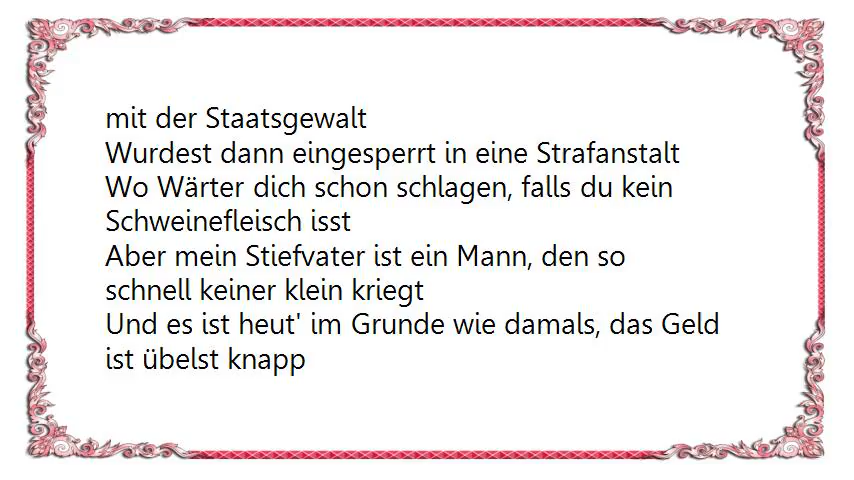 mit der Staatsgewalt
Wurdest dann eingesperrt in eine Strafanstalt
Wo Wärter dich schon schlagen, falls du kein
Schweinefleisch isst
Aber mein Stiefvater ist ein Mann, den so
schnell keiner klein kriegt
Und es ist heut' im Grunde wie damals, das Geld
ist übelst knapp